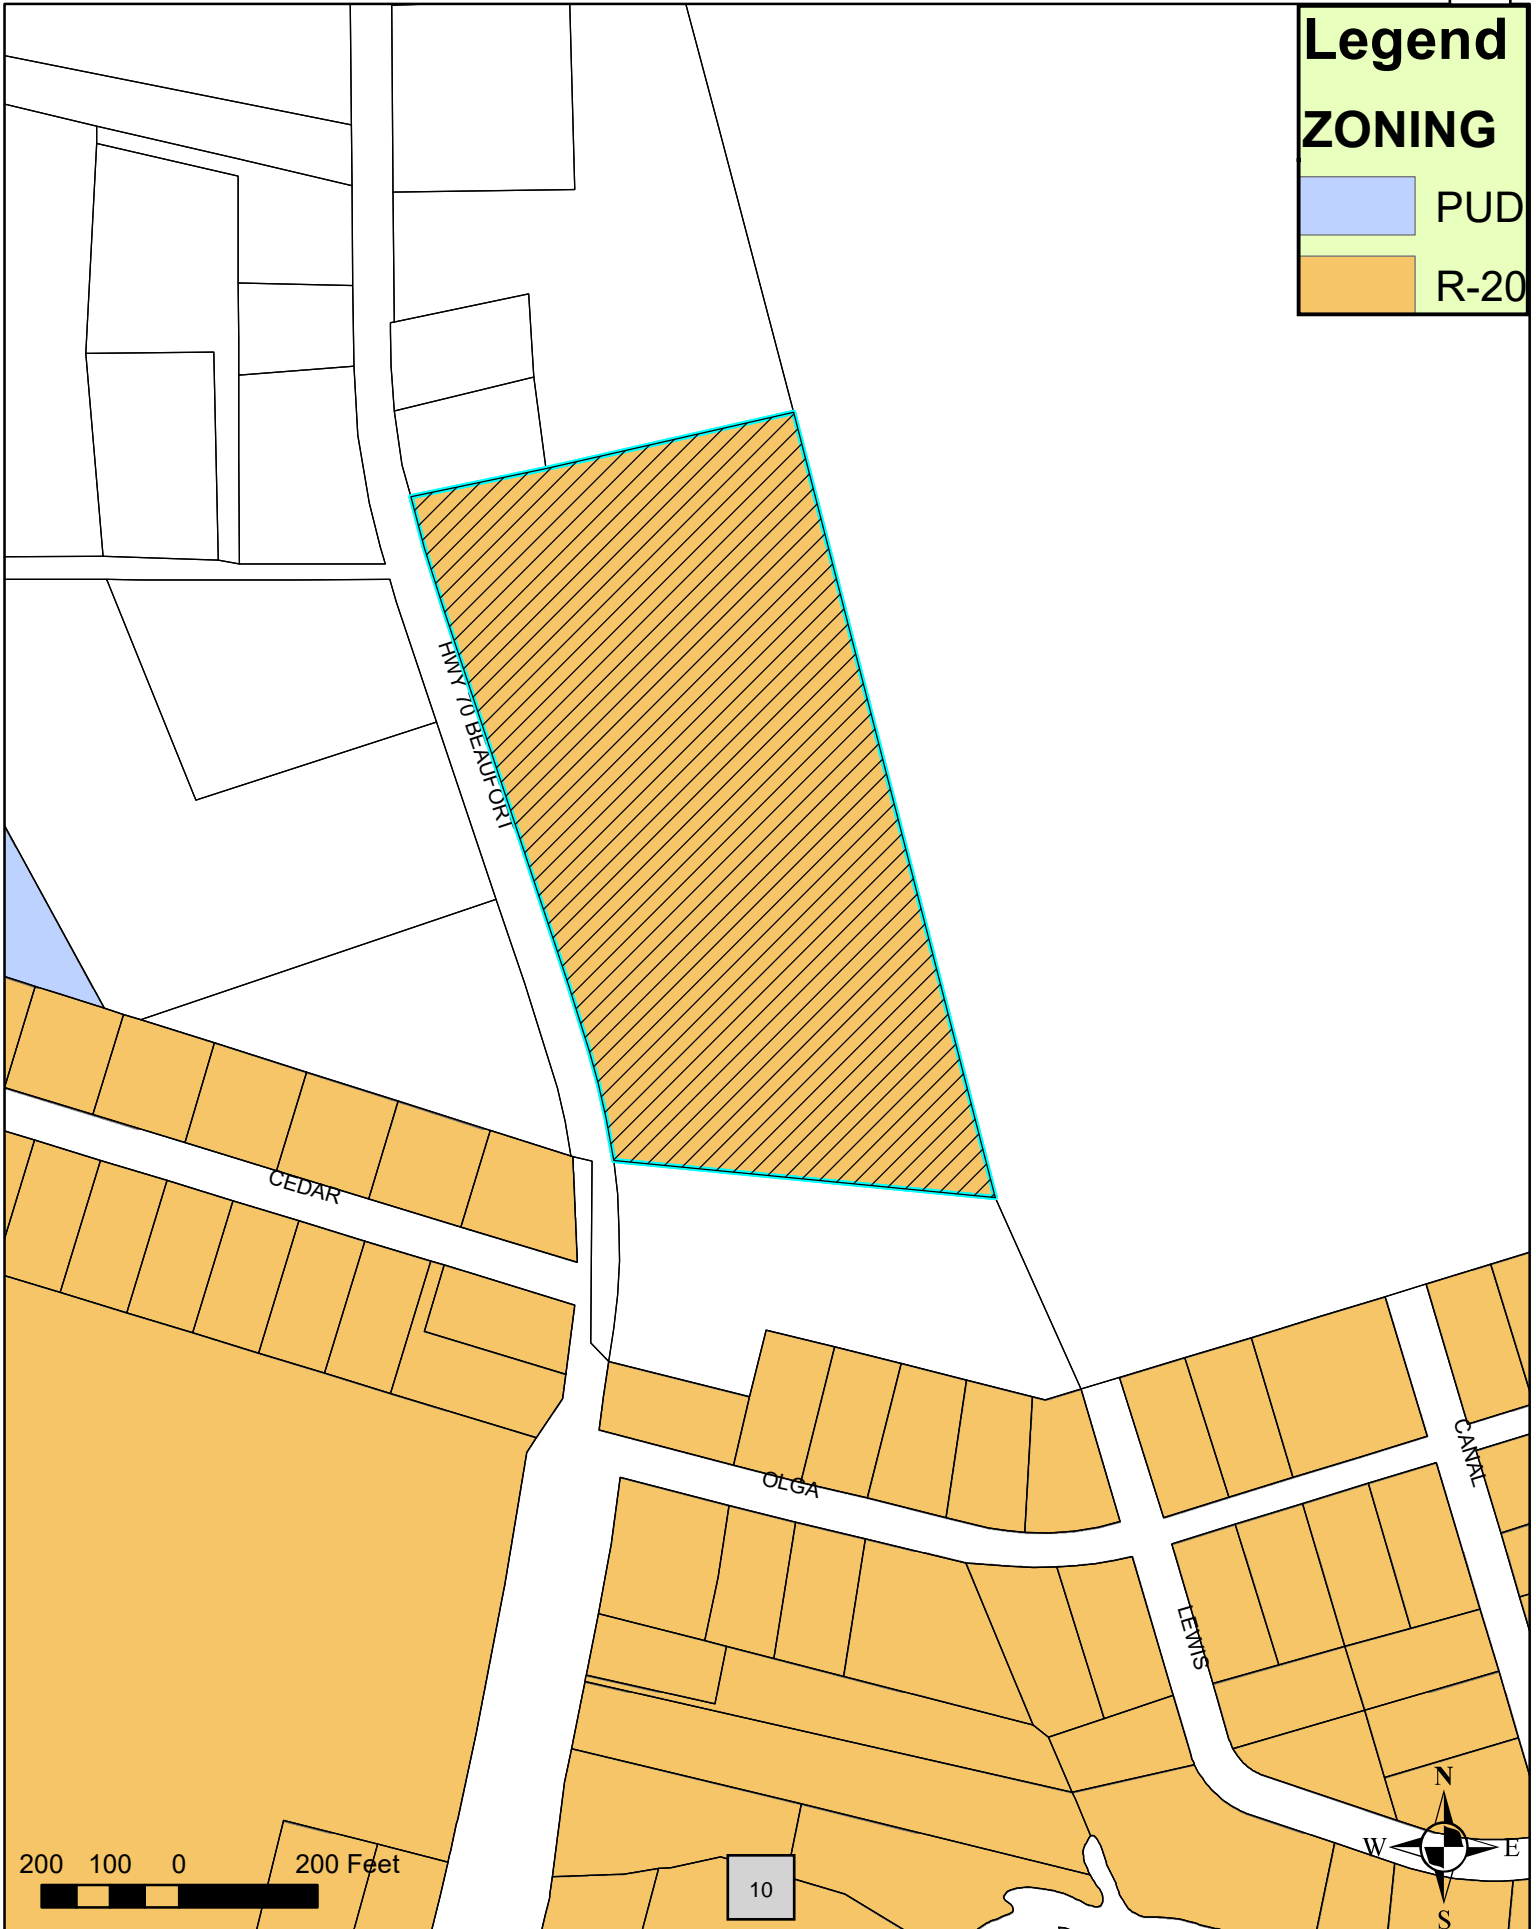 Legend
ZONING
PUD
R-20
HWY 70 BEAUFORT
CEDAR
OLGA
CANAL
LEWIS
N
W E
S
200 100 0 200 Feet
10